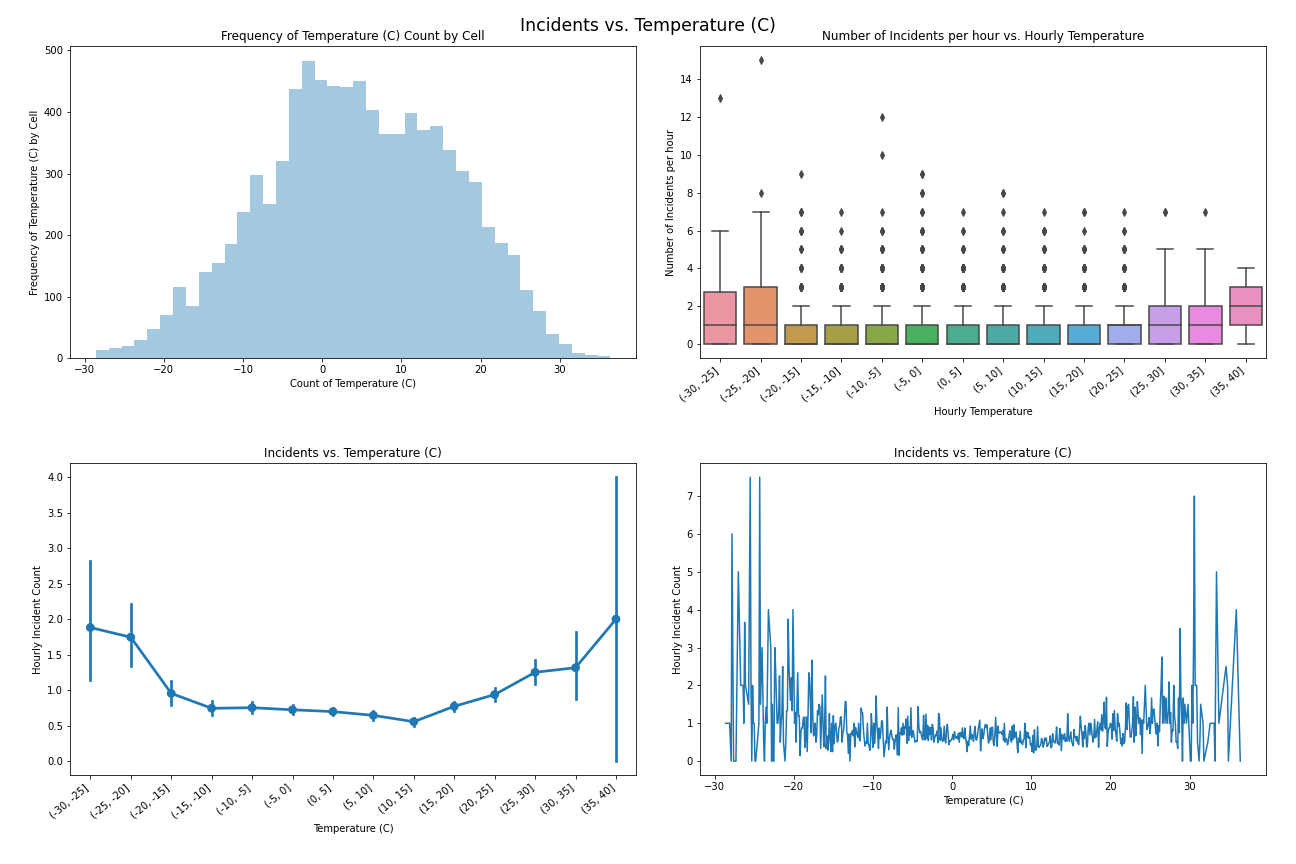 Incidents vs. Temperature (C)
Frequency of Temperature (C) Count by Cell
Frequency of Temperature (C) by Cell
500
400
300
200
100
0
−30 −20 −10 0 10 20 30
Count of Temperature (C)
Number of Incidents per hour vs. Hourly Temperature
Number of Incidents per hour
14
12
10
8
6
4
2
0
(-30, -25] (-25, -20] (-20, -15] (-15, -10] (-10, -5] (-5, 0] (0, 5] (5, 10] (10, 15] (15, 20] (20, 25] (25, 30] (30, 35] (35, 40]
Hourly Temperature
Incidents vs. Temperature (C)
Hourly Incident Count
4.0
3.5
3.0
2.5
2.0
1.5
1.0
0.5
0.0
(-30, -25] (-25, -20] (-20, -15] (-15, -10] (-10, -5] (-5, 0] (0, 5] (5, 10] (10, 15] (15, 20] (20, 25] (25, 30] (30, 35] (35, 40]
Temperature (C)
Incidents vs. Temperature (C)
Hourly Incident Count
7
6
5
4
3
2
1
0
−30 −20 −10 0 10 20 30
Temperature (C)